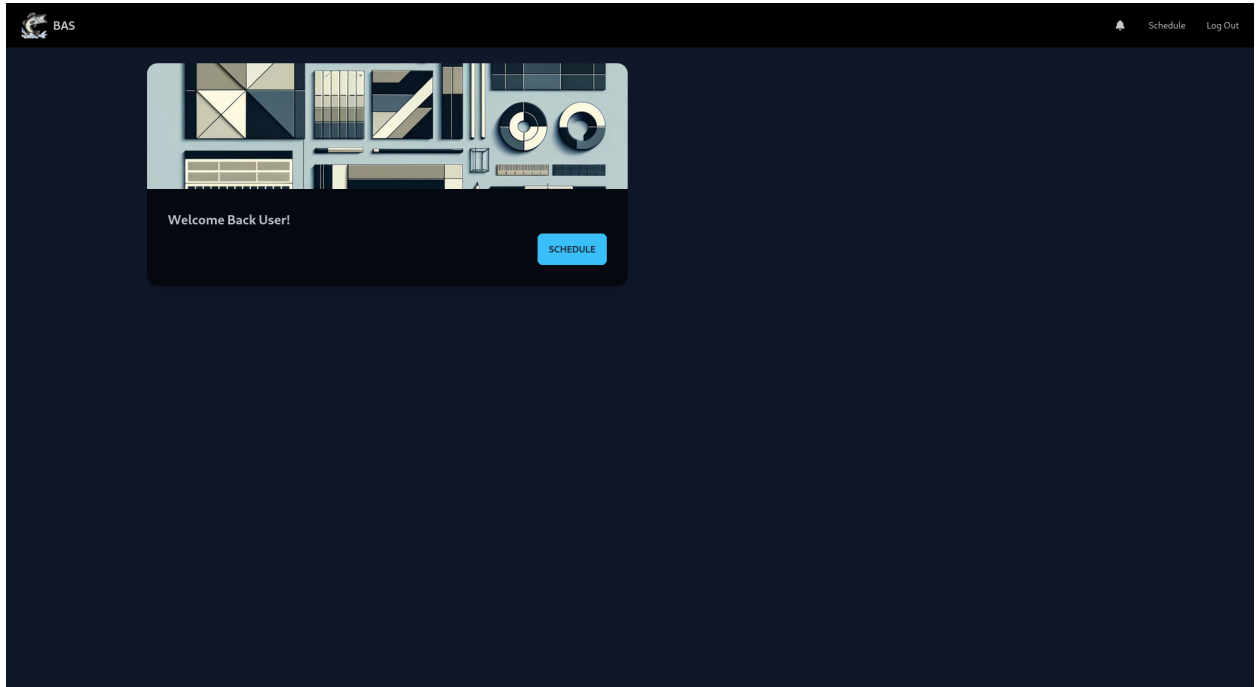 BAS
Schedule
Log Out
Welcome Back User!
SCHEDULE